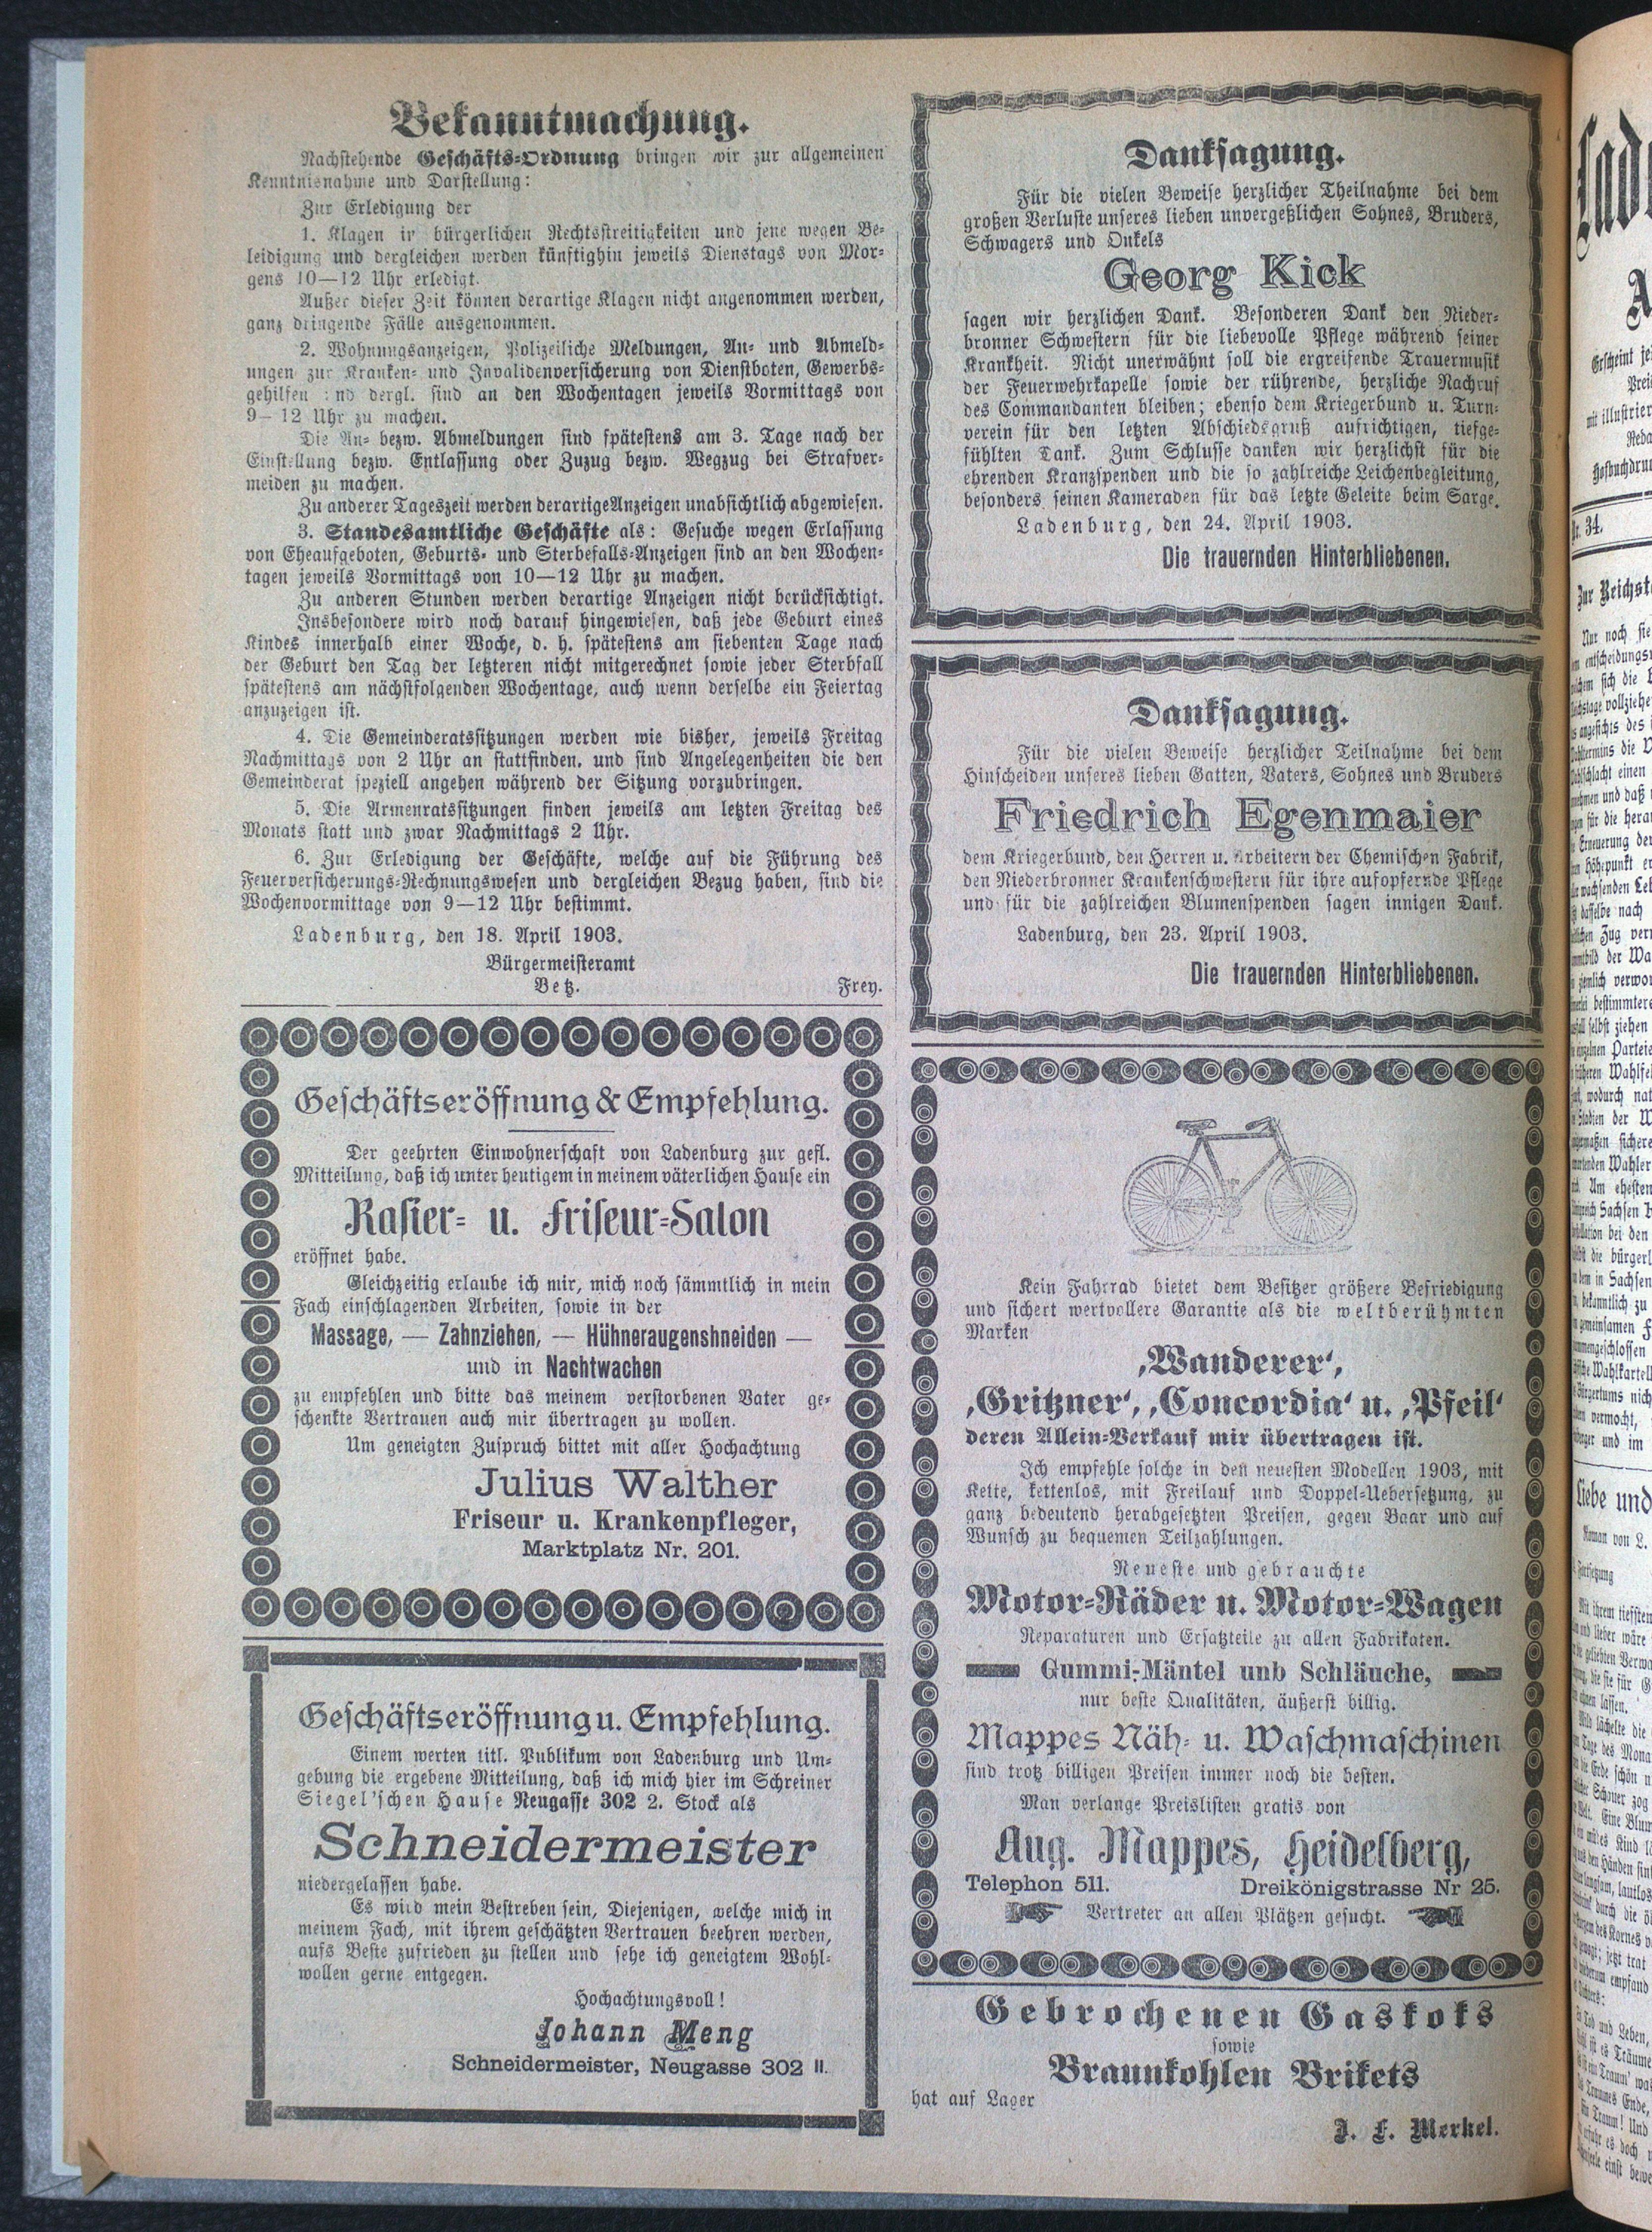 Bekanntmachung.
Nachstehende Geschäfts=Ordnung bringen wir zur allgemeinen
Kenntnisnahme und Darstellung:
Zur Erledigung der
1. Klagen in bürgerlichen Rechtsstreitigkeiten und jene wegen Be=
leidigung und dergleichen werden künftighin jeweils Dienstags von Mor=
gens 10—12 Uhr erledigt.
Außer dieser Zeit können derartige Klagen nicht angenommen werden,
ganz dringende Fälle ausgenommen.
2. Wohnungsanzeigen, Polizeiliche Meldungen, An= und Abmeld=
ungen zur Kranken= und Invalidenversicherung von Dienstboten, Gewerbs=
gehilfen und dergl. sind an den Wochentagen jeweils Vormittags von
9—12 Uhr zu machen.
Die An= bezw. Abmeldungen sind spätestens am 3. Tage nach der
Einstellung bezw. Entlassung oder Zuzug bezw. Wegzug bei Strafver=
meiden zu machen.
Zu anderer Tageszeit werden derartige Anzeigen unabsichtlich abgewiesen.
3. Standesamtliche Geschäfte als: Gesuche wegen Erlassung
von Eheaufgeboten, Geburts= und Sterbefalls=Anzeigen sind an den Wochen=
tagen jeweils Vormittags von 10—12 Uhr zu machen.
Zu anderen Stunden werden derartige Anzeigen nicht berücksichtigt.
Insbesondere wird noch darauf hingewiesen, daß jede Geburt eines
Kindes innerhalb einer Woche, d. h. spätestens am siebenten Tage nach
der Geburt den Tag der letzteren nicht mitgerechnet sowie jeder Sterbfall
spätestens am nächstfolgenden Wochentage, auch wenn derselbe ein Feiertag
anzuzeigen ist.
4. Die Gemeinderatssitzungen werden wie bisher, jeweils Freitag
Nachmittags von 2 Uhr an stattfinden. und sind Angelegenheiten die den
Gemeinderat speziell angehen während der Sitzung vorzubringen.
5. Die Armenratssitzungen finden jeweils am letzten Freitag des
Monats statt und zwar Nachmittags 2 Uhr.
6. Zur Erledigung der Geschäfte, welche auf die Führung des
Feuerversicherungs=Rechnungswesen und dergleichen Bezug haben, sind die
Wochenvormittage von 9—12 Uhr bestimmt.
Ladenburg, den 18. April 1903.
Bürgermeisteramt
Betz. Frey.
Geschäftseröffnung & Empfehlung.
Der geehrten Einwohnerschaft von Ladenburg zur gefl.
Mitteilung, daß ich unter heutigem in meinem väterlichen Hause ein
Rasier= u. Friseur=Salon
eröffnet habe.
Gleichzeitig erlaube ich mir, mich noch sämmtlich in mein
Fach einschlagenden Arbeiten, sowie in der
Massage, — Zahnziehen, — Hühneraugenshneiden —
und in Nachtwachen
zu empfehlen und bitte das meinem verstorbenen Vater ge=
schenkte Vertrauen auch mir übertragen zu wollen.
Um geneigten Zuspruch bittet mit aller Hochachtung
Julius Walther
Friseur u. Krankenpfleger,
Marktplatz Nr. 201.
Geschäftseröffnung u. Empfehlung.
Einem werten titl. Publikum von Ladenburg und Um=
gebung die ergebene Mitteilung, daß ich mich hier im Schreiner
Siegel'schen Hause Neugasse 302 2. Stock als
Schneidermeister
niedergelassen habe.
Es wird mein Bestreben sein, Diejenigen, welche mich in
meinem Fach, mit ihrem geschätzten Vertrauen beehren werden,
aufs Beste zufrieden zu stellen und sehe ich geneigtem Wohl=
wollen gerne entgegen.
Hochachtungsvoll!
Johann Meng
Schneidermeister, Neugasse 302 II.
Danksagung.
Für die vielen Beweise herzlicher Theilnahme bei dem
großen Verluste unseres lieben unvergeßlichen Sohnes, Bruders,
Schwagers und Onkels
Georg Kick
sagen wir herzlichen Dank. Besonderen Dank den Nieder=
bronner Schwestern für die liebevolle Pflege während seiner
Krankheit. Nicht unerwähnt soll die ergreifende Trauermusik
der Feuerwehrkapelle sowie der rührende, herzliche Nachruf
des Commandanten bleiben; ebenso dem Kriegerbund u. Turn=
verein für den letzten Abschiedsgruß aufrichtigen, tiefge=
fühlten Dank. Zum Schlusse danken wir herzlichst für die
ehrenden Kranzspenden und die so zahlreiche Leichenbegleitung,
besonders seinen Kameraden für das letzte Geleite beim Sarge.
Ladenburg, den 24. April 1903.
Die trauernden Hinterbliebenen.
Danksagung.
Für die vielen Beweise herzlicher Teilnahme bei dem
Hinscheiden unseres lieben Gatten, Vaters, Sohnes und Bruders
Friedrich Egenmaier
dem Kriegerbund, den Herren u. Arbeitern der Chemischen Fabrik,
den Niederbronner Krankenschwestern für ihre aufopfernde Pflege
und für die zahlreichen Blumenspenden sagen innigen Dank.
Ladenburg, den 23. April 1903.
Die trauernden Hinterbliebenen.
Kein Fahrrad bietet dem Besitzer größere Befriedigung
und sichert wertvollere Garantie als die weltberühmten
Marken
‚Wanderer‘,
‚Gritzner‘, ‚Concordia‘ u. ‚Pfeil‘
deren Allein=Verkauf mir übertragen ist.
Ich empfehle solche in den neuesten Modellen 1903, mit
Kette, kettenlos, mit Freilauf und Doppel=Uebersetzung, zu
ganz bedeutend herabgesetzten Preisen, gegen Baar und auf
Wunsch zu bequemen Teilzahlungen.
Neueste und gebrauchte
Motor=Räder u. Motor=Wagen
Reparaturen und Ersatzteile zu allen Fabrikaten.
Gummi=Mäntel unb Schläuche,
nur beste Qualitäten, äußerst billig.
Mappes Näh= u. Waschmaschinen
sind trotz billigen Preisen immer noch die besten.
Man verlange Preislisten gratis von
Aug. Mappes, Heidelberg,
Telephon 511. Dreikönigstrasse Nr 25.
Vertreter an allen Plätzen gesucht.
Gebrochenen Gaskoks
sowie
Braunkohlen Brikets
hat auf Lager
J. F. Merkel.
Nr. 34.